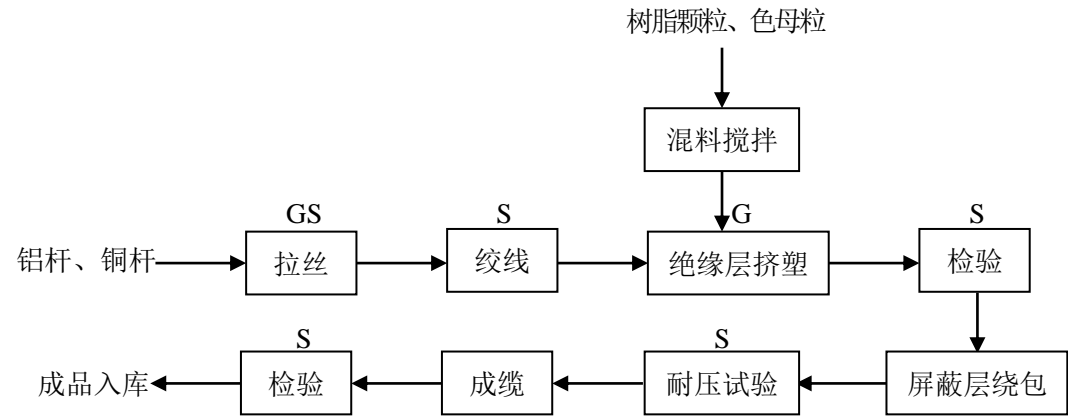 树脂颗粒、色母粒
混料搅拌
GS
S
G
S
铝杆、铜杆
拉丝
绞线
绝缘层挤塑
检验
S
S
成品入库
检验
成缆
耐压试验
屏蔽层绕包